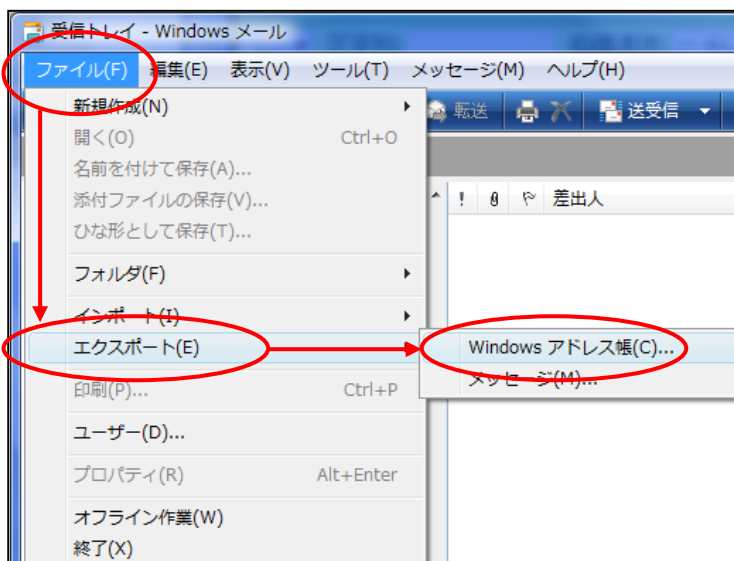 受信トレイ - Windows メール
ファイル(F) 編集(E) 表示(V) ツール(T) メッセージ(M) ヘルプ(H)
転送 送受信
新規作成(N)
開く(O) Ctrl+O
名前を付けて保存(A)...
添付ファイルの保存(V)...
ひな形として保存(T)...
! 差出人
フォルダ(F)
インポート(I)
エクスポート(E)
Windows アドレス帳(C)...
メッセージ(M)...
印刷(P)... Ctrl+P
ユーザー(D)...
プロパティ(R) Alt+Enter
オフライン作業(W)
終了(X)